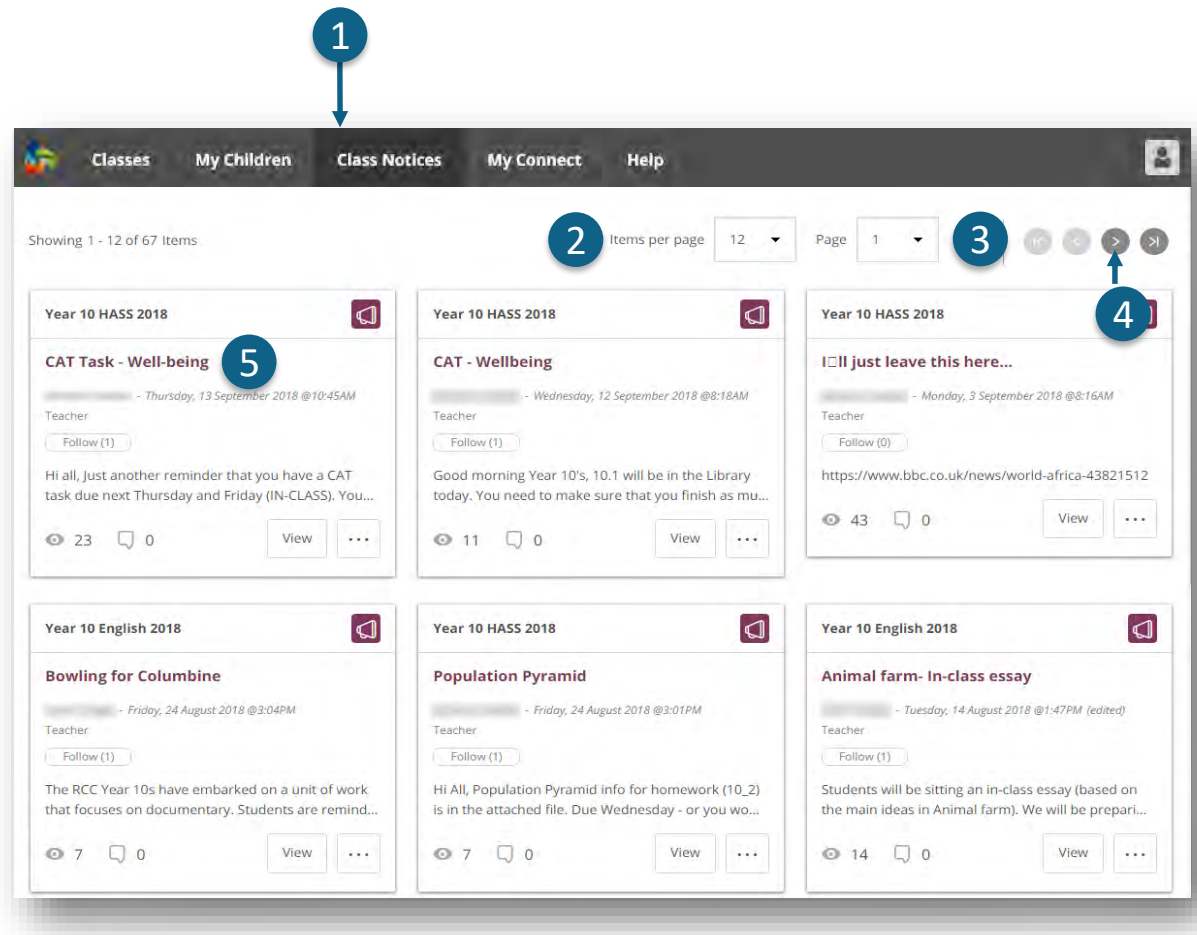 1
Classes My Children Class Notices My Connect Help
Showing 1 - 12 of 67 Items 2 Items per page 12 Page 1 3
4
Year 10 HASS 2018
CAT Task - Well-being 5
- Thursday, 13 September 2018 @10:45AM
Teacher
Follow (1)
Hi all, Just another reminder that you have a CAT
task due next Thursday and Friday (IN-CLASS). You...
23 0 View ...
Year 10 HASS 2018
CAT - Wellbeing
- Wednesday, 12 September 2018 @8:18AM
Teacher
Follow (1)
Good morning Year 10's, 10.1 will be in the Library
today. You need to make sure that you finish as mu...
11 0 View ...
Year 10 HASS 2018
I□ll just leave this here...
- Monday, 3 September 2018 @8:16AM
Teacher
Follow (0)
https://www.bbc.co.uk/news/world-africa-43821512
43 0 View ...
Year 10 English 2018
Bowling for Columbine
- Friday, 24 August 2018 @3:04PM
Teacher
Follow (1)
The RCC Year 10s have embarked on a unit of work
that focuses on documentary. Students are remind...
7 0 View ...
Year 10 HASS 2018
Population Pyramid
- Friday, 24 August 2018 @3:01PM
Teacher
Follow (1)
Hi All, Population Pyramid info for homework (10_2)
is in the attached file. Due Wednesday - or you wo...
7 0 View ...
Year 10 English 2018
Animal farm- In-class essay
- Tuesday, 14 August 2018 @1:47PM (edited)
Teacher
Follow (1)
Students will be sitting an in-class essay (based on
the main ideas in Animal farm). We will be prepari...
14 0 View ...